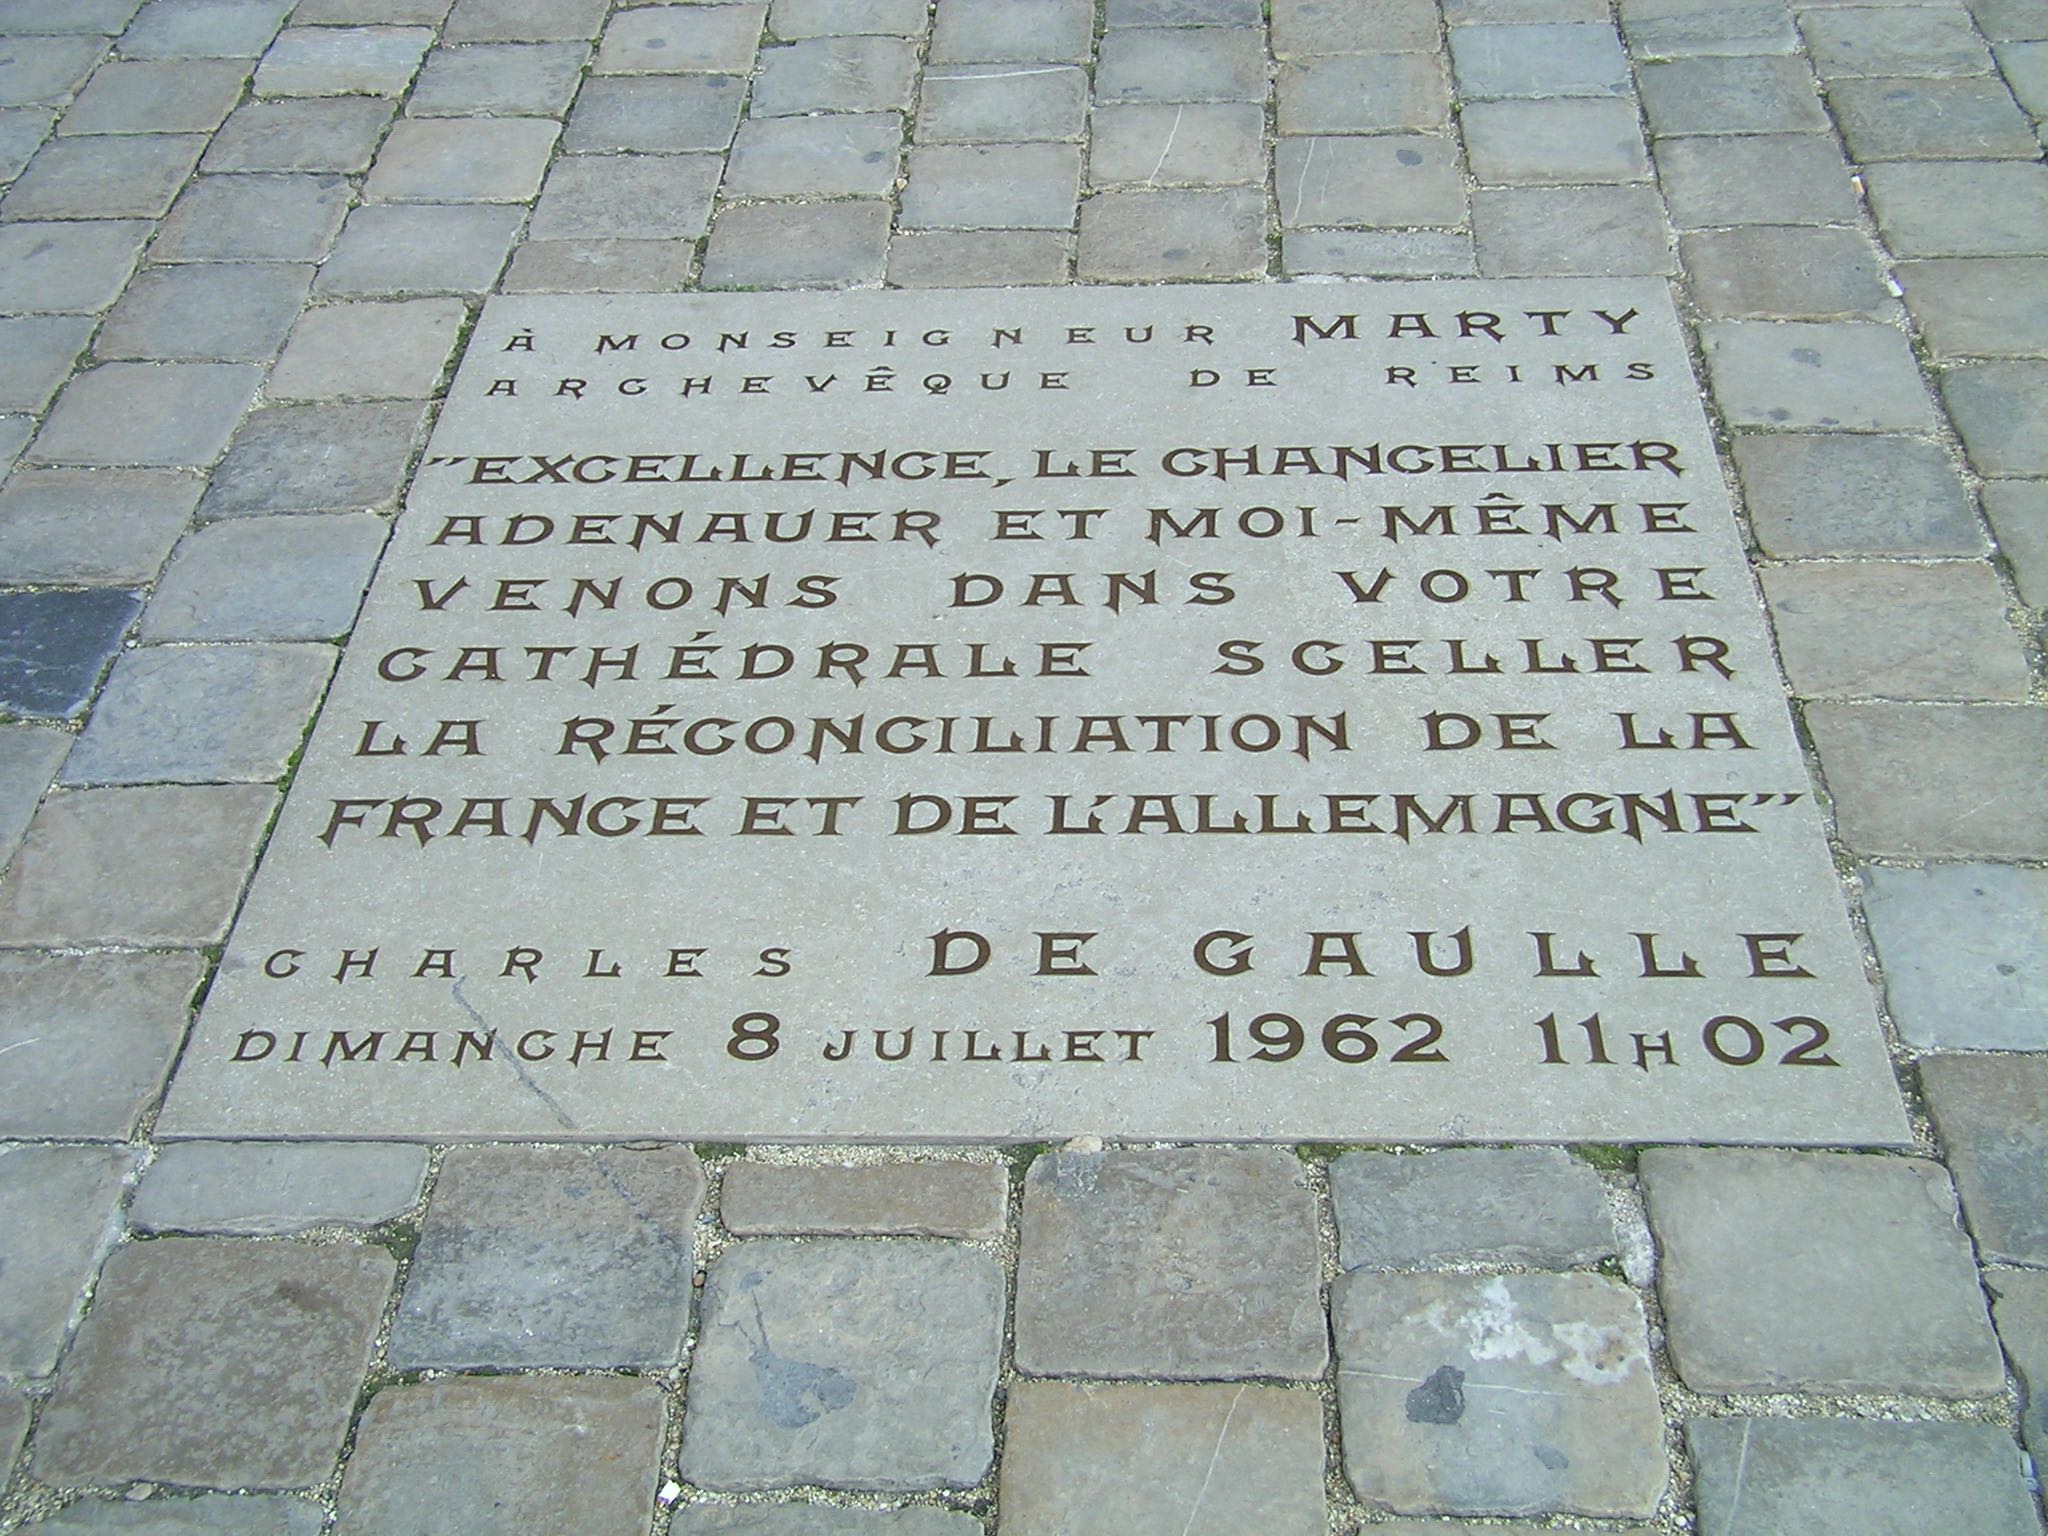 À MONSEIGNEUR MARTY
ARCHEVÊQUE DE REIMS
"EXCELLENCE, LE CHANCELIER
ADENAUER ET MOI-MÊME
VENONS DANS VOTRE
CATHÉDRALE SCELLER
LA RÉCONCILIATION DE LA
FRANCE ET DE L'ALLEMAGNE"
CHARLES DE GAULLE
DIMANCHE 8 JUILLET 1962 11H02